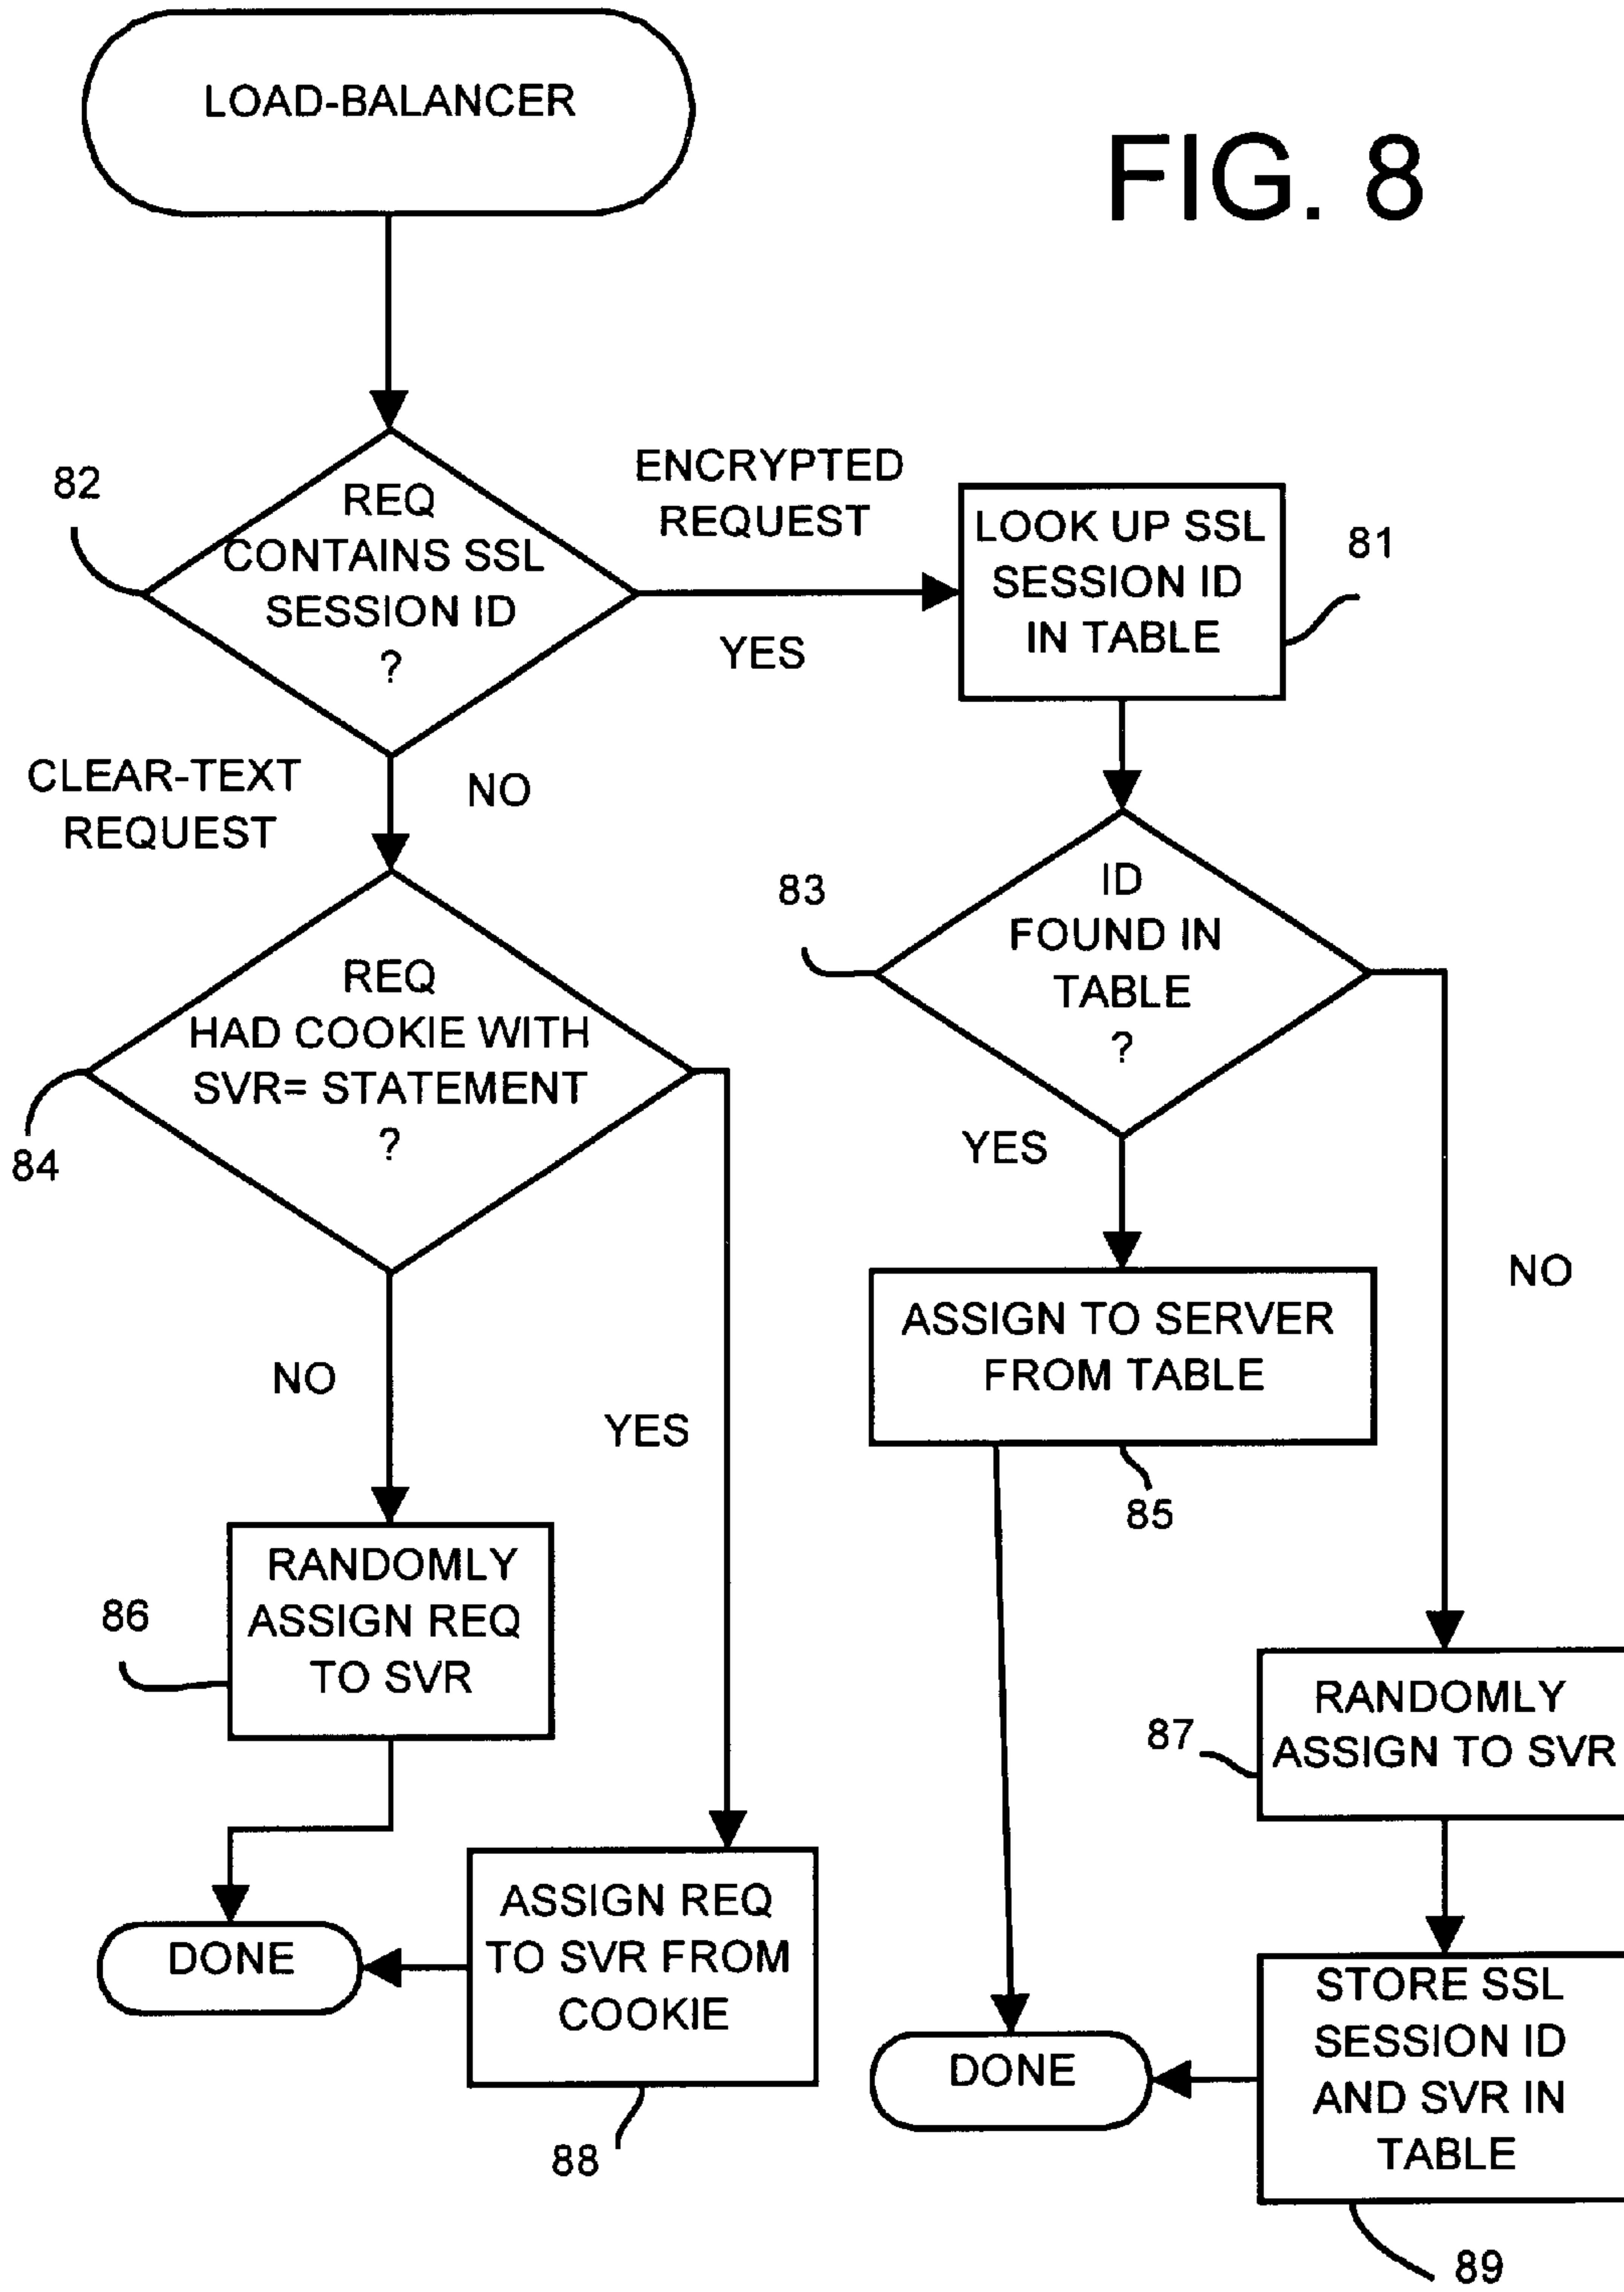 LOAD-BALANCER
FIG. 8
82
REQ
CONTAINS SSL
SESSION ID
?
ENCRYPTED
REQUEST
YES
LOOK UP SSL
SESSION ID
IN TABLE
81
CLEAR-TEXT
REQUEST
NO
83
ID
FOUND IN
TABLE
?
REQ
HAD COOKIE WITH
SVR= STATEMENT
?
84
YES
NO
ASSIGN TO SERVER
FROM TABLE
85
NO
YES
86
RANDOMLY
ASSIGN REQ
TO SVR
87
RANDOMLY
ASSIGN TO SVR
DONE
ASSIGN REQ
TO SVR FROM
COOKIE
88
DONE
STORE SSL
SESSION ID
AND SVR IN
TABLE
89